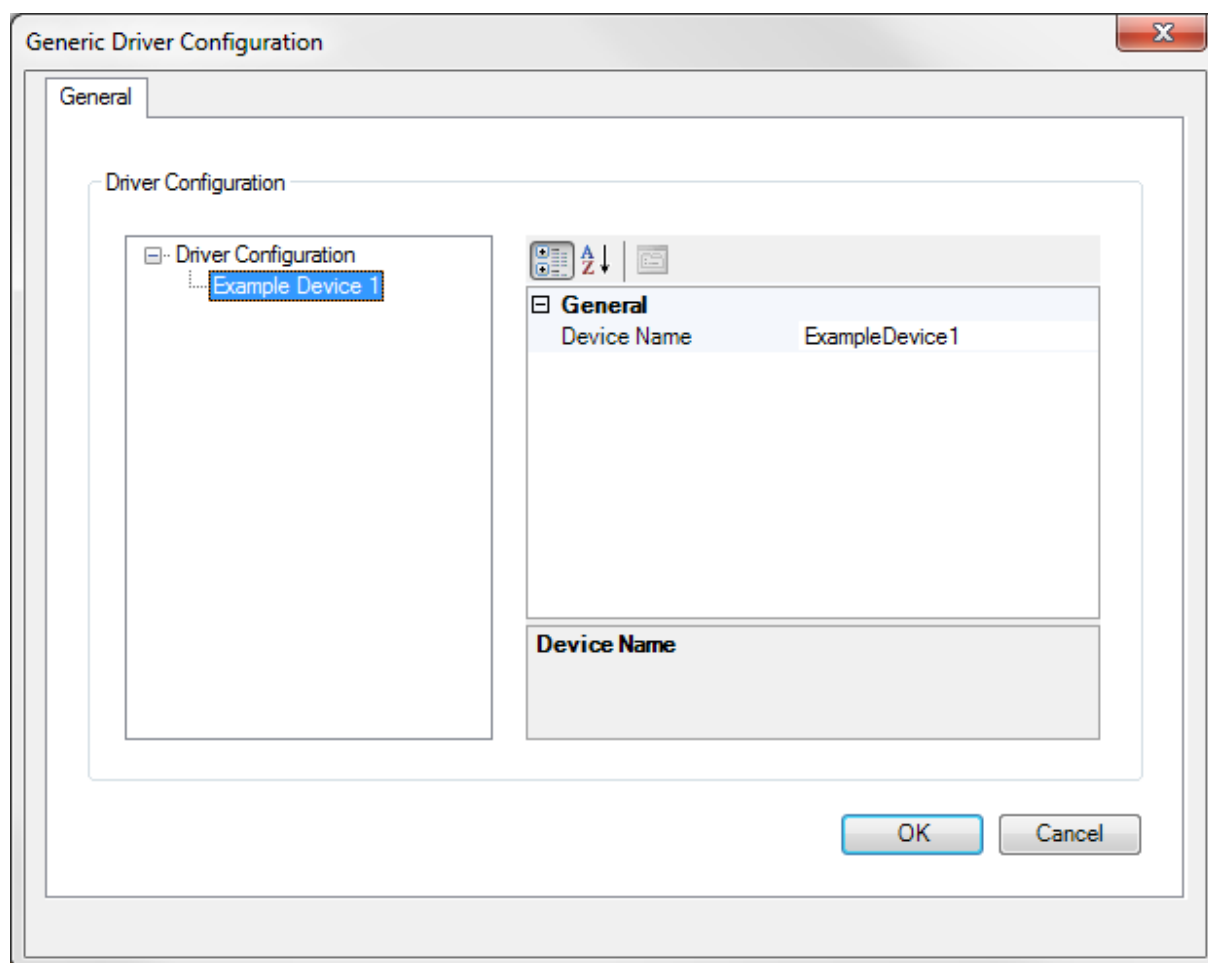 Generic Driver Configuration
General
Driver Configuration
Driver Configuration
Example Device 1
A
Z
General
Device Name ExampleDevice1
Device Name
OK Cancel